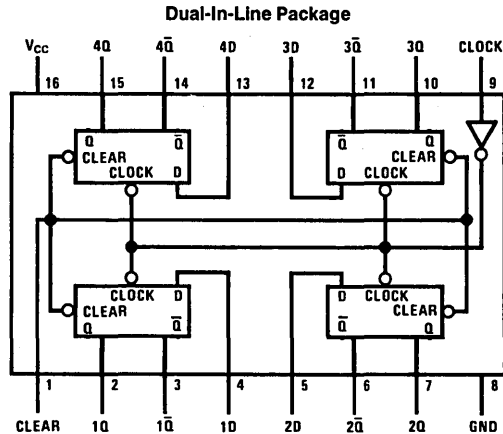 Dual-In-Line Package
VCC 4Q 4Q̅ 4D 3D 3Q̅ 3Q CLOCK
16 15 14 13 12 11 10 9
Q Q̅ Q̅ Q
CLEAR CLEAR
CLOCK D D CLOCK
CLOCK D D CLOCK
CLEAR CLEAR
Q Q̅ Q̅ Q
1 2 3 4 5 6 7 8
CLEAR 1Q 1Q̅ 1D 2D 2Q̅ 2Q GND